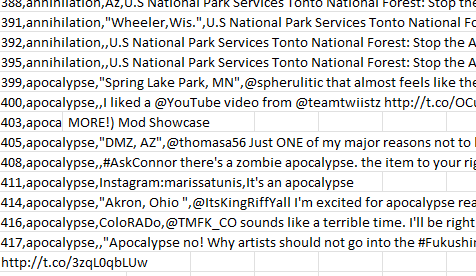 388,annihilation,Az,U.S National Park Services Tonto National Forest: Stop the A
391,annihilation,"Wheeler,Wis.",U.S National Park Services Tonto National Fo
392,annihilation,,U.S National Park Services Tonto National Forest: Stop the A
395,annihilation,,U.S National Park Services Tonto National Forest: Stop the A
399,apocalypse,"Spring Lake Park, MN",@spherulitic that almost feels like the
400,apocalypse,,I liked a @YouTube video from @teamtwiistz http://t.co/OCu
403,apoca MORE!) Mod Showcase
405,apocalypse,"DMZ, AZ",@thomasa56 Just ONE of my major reasons not to l
408,apocalypse,,#AskConnor there's a zombie apocalypse. the item to your rig
411,apocalypse,Instagram:marissatunis,It's an apocalypse
414,apocalypse,"Akron, Ohio ",@ItsKingRiffYall I'm excited for apocalypse rea
416,apocalypse,ColoRADo,@TMFK_CO sounds like a terrible time. I'll be right
417,apocalypse,,"Apocalypse no! Why artists should not go into the #Fukushin
http://t.co/3zqL0qbLUw